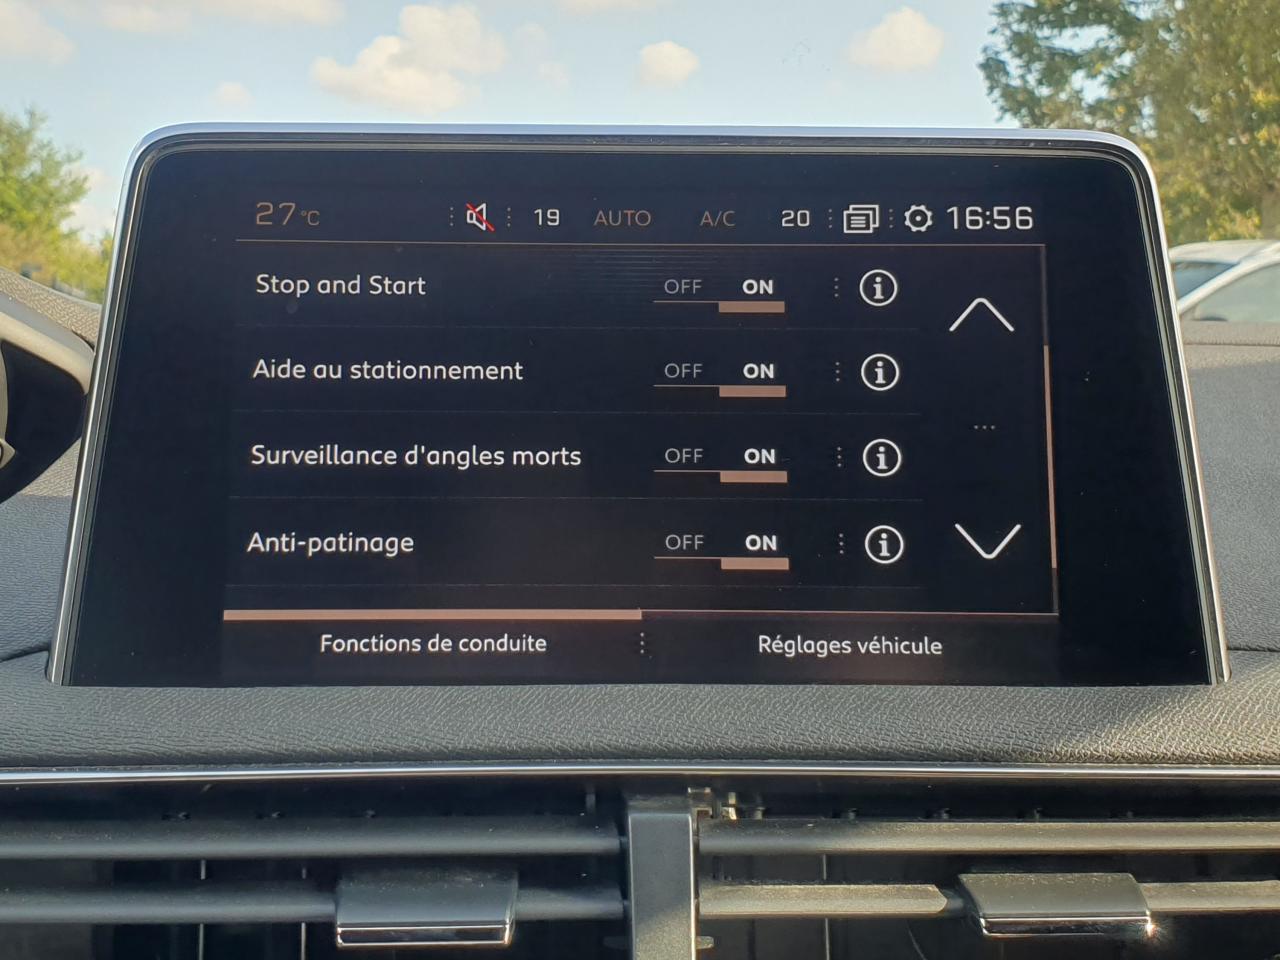 27°C 19 AUTO A/C 20 16:56
Stop and Start OFF ON
Aide au stationnement OFF ON
Surveillance d'angles morts OFF ON
Anti-patinage OFF ON
Fonctions de conduite Réglages véhicule